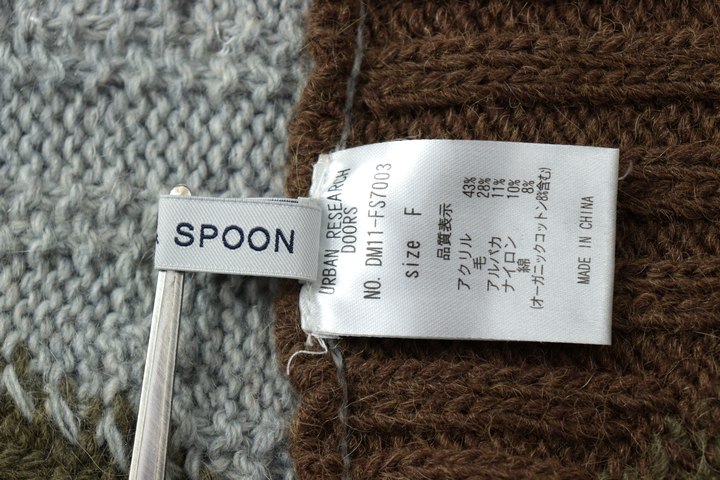 SPOON
URBAN RESEARCH
DOORS
NO. DM11-FS7003
size F
品質表示
アクリル 43%
毛 28%
アルパカ 11%
ナイロン 10%
綿 8%
(オーガニックコットン8%含む)
MADE IN CHINA